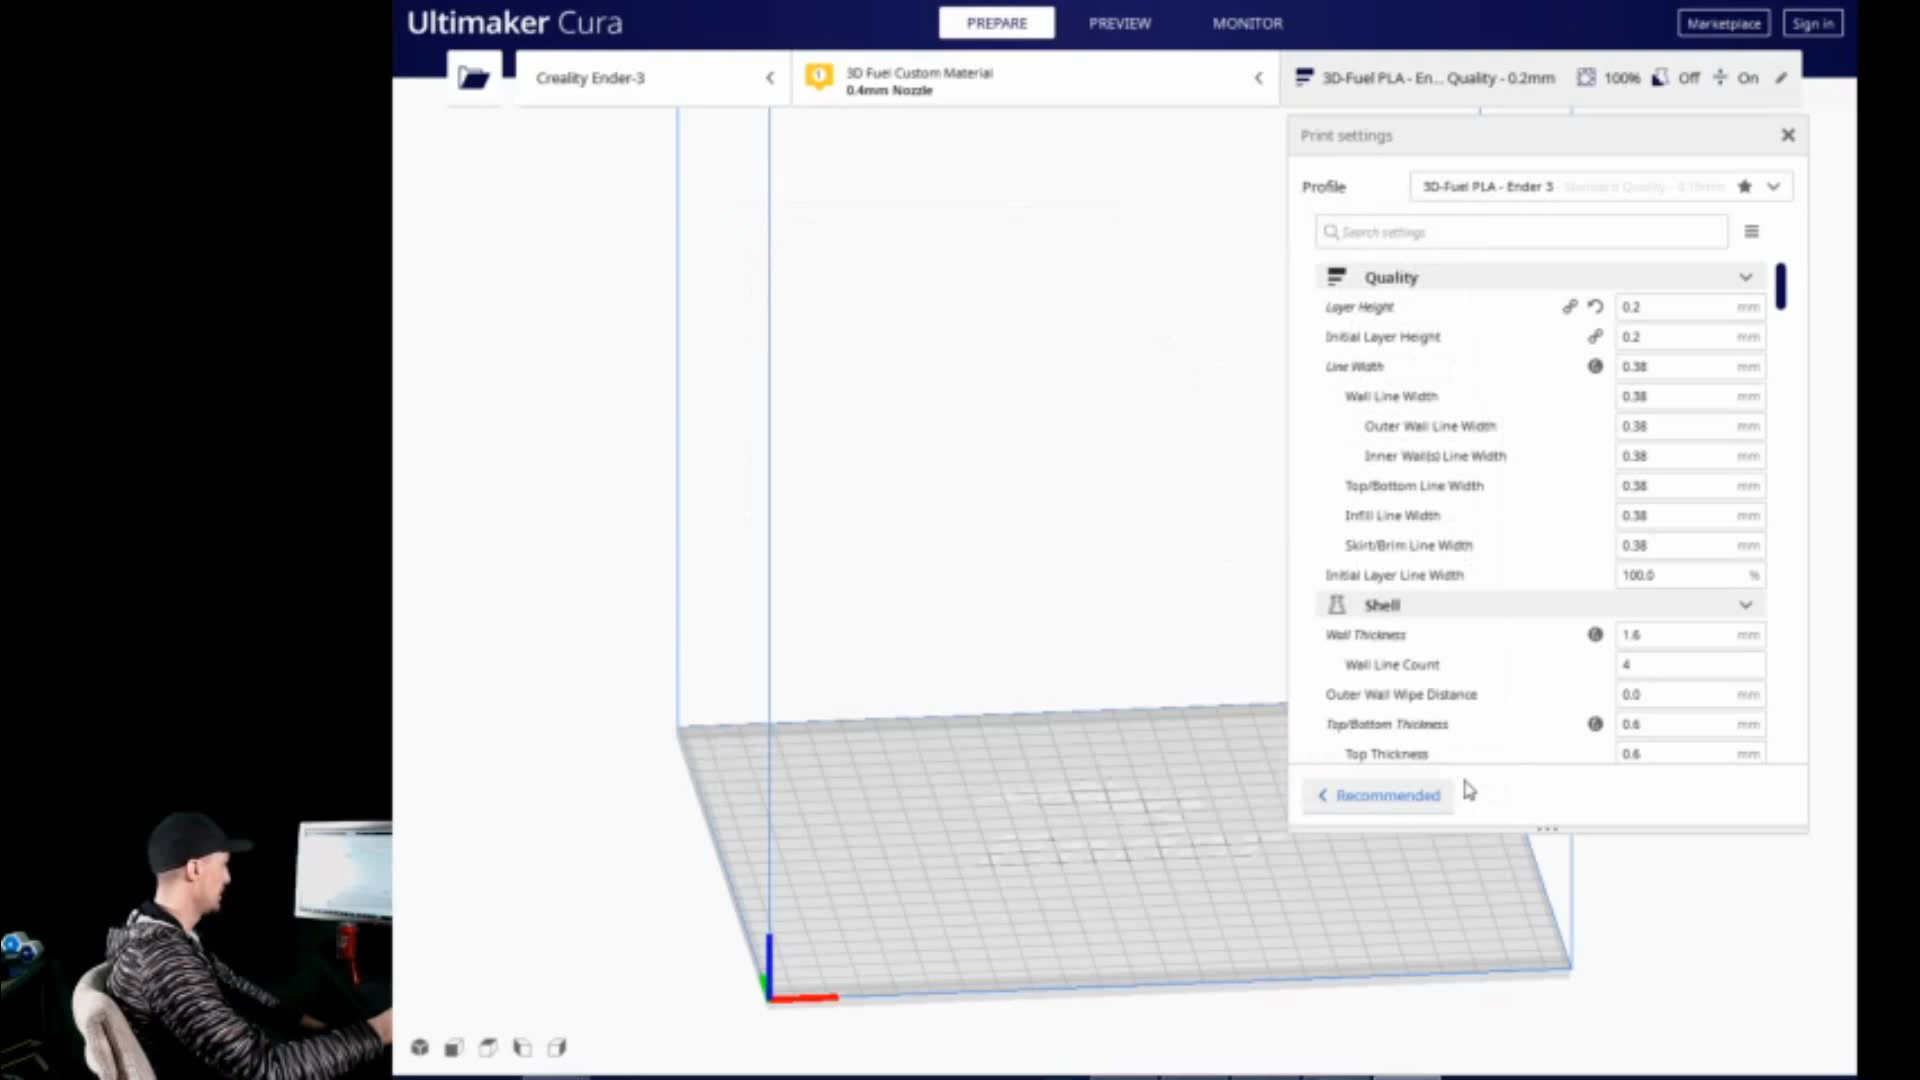 Ultimaker Cura
PREPARE
PREVIEW
MONITOR
Marketplace
Sign in
Creality Ender-3
3D Fuel Custom Material
0.4mm Nozzle
3D-Fuel PLA - En... Quality - 0.2mm
100%
Off
On
Print settings
Profile
3D-Fuel PLA - Ender 3 - Standard Quality - 0.16mm
Search settings
Quality
Layer Height 0.2 mm
Initial Layer Height 0.2 mm
Line Width 0.38 mm
Wall Line Width 0.38 mm
Outer Wall Line Width 0.38 mm
Inner Wall(s) Line Width 0.38 mm
Top/Bottom Line Width 0.38 mm
Infill Line Width 0.38 mm
Skirt/Brim Line Width 0.38 mm
Initial Layer Line Width 100.0 %
Shell
Wall Thickness 1.6 mm
Wall Line Count 4
Outer Wall Wipe Distance 0.0 mm
Top/Bottom Thickness 0.6 mm
Top Thickness 0.6 mm
Recommended